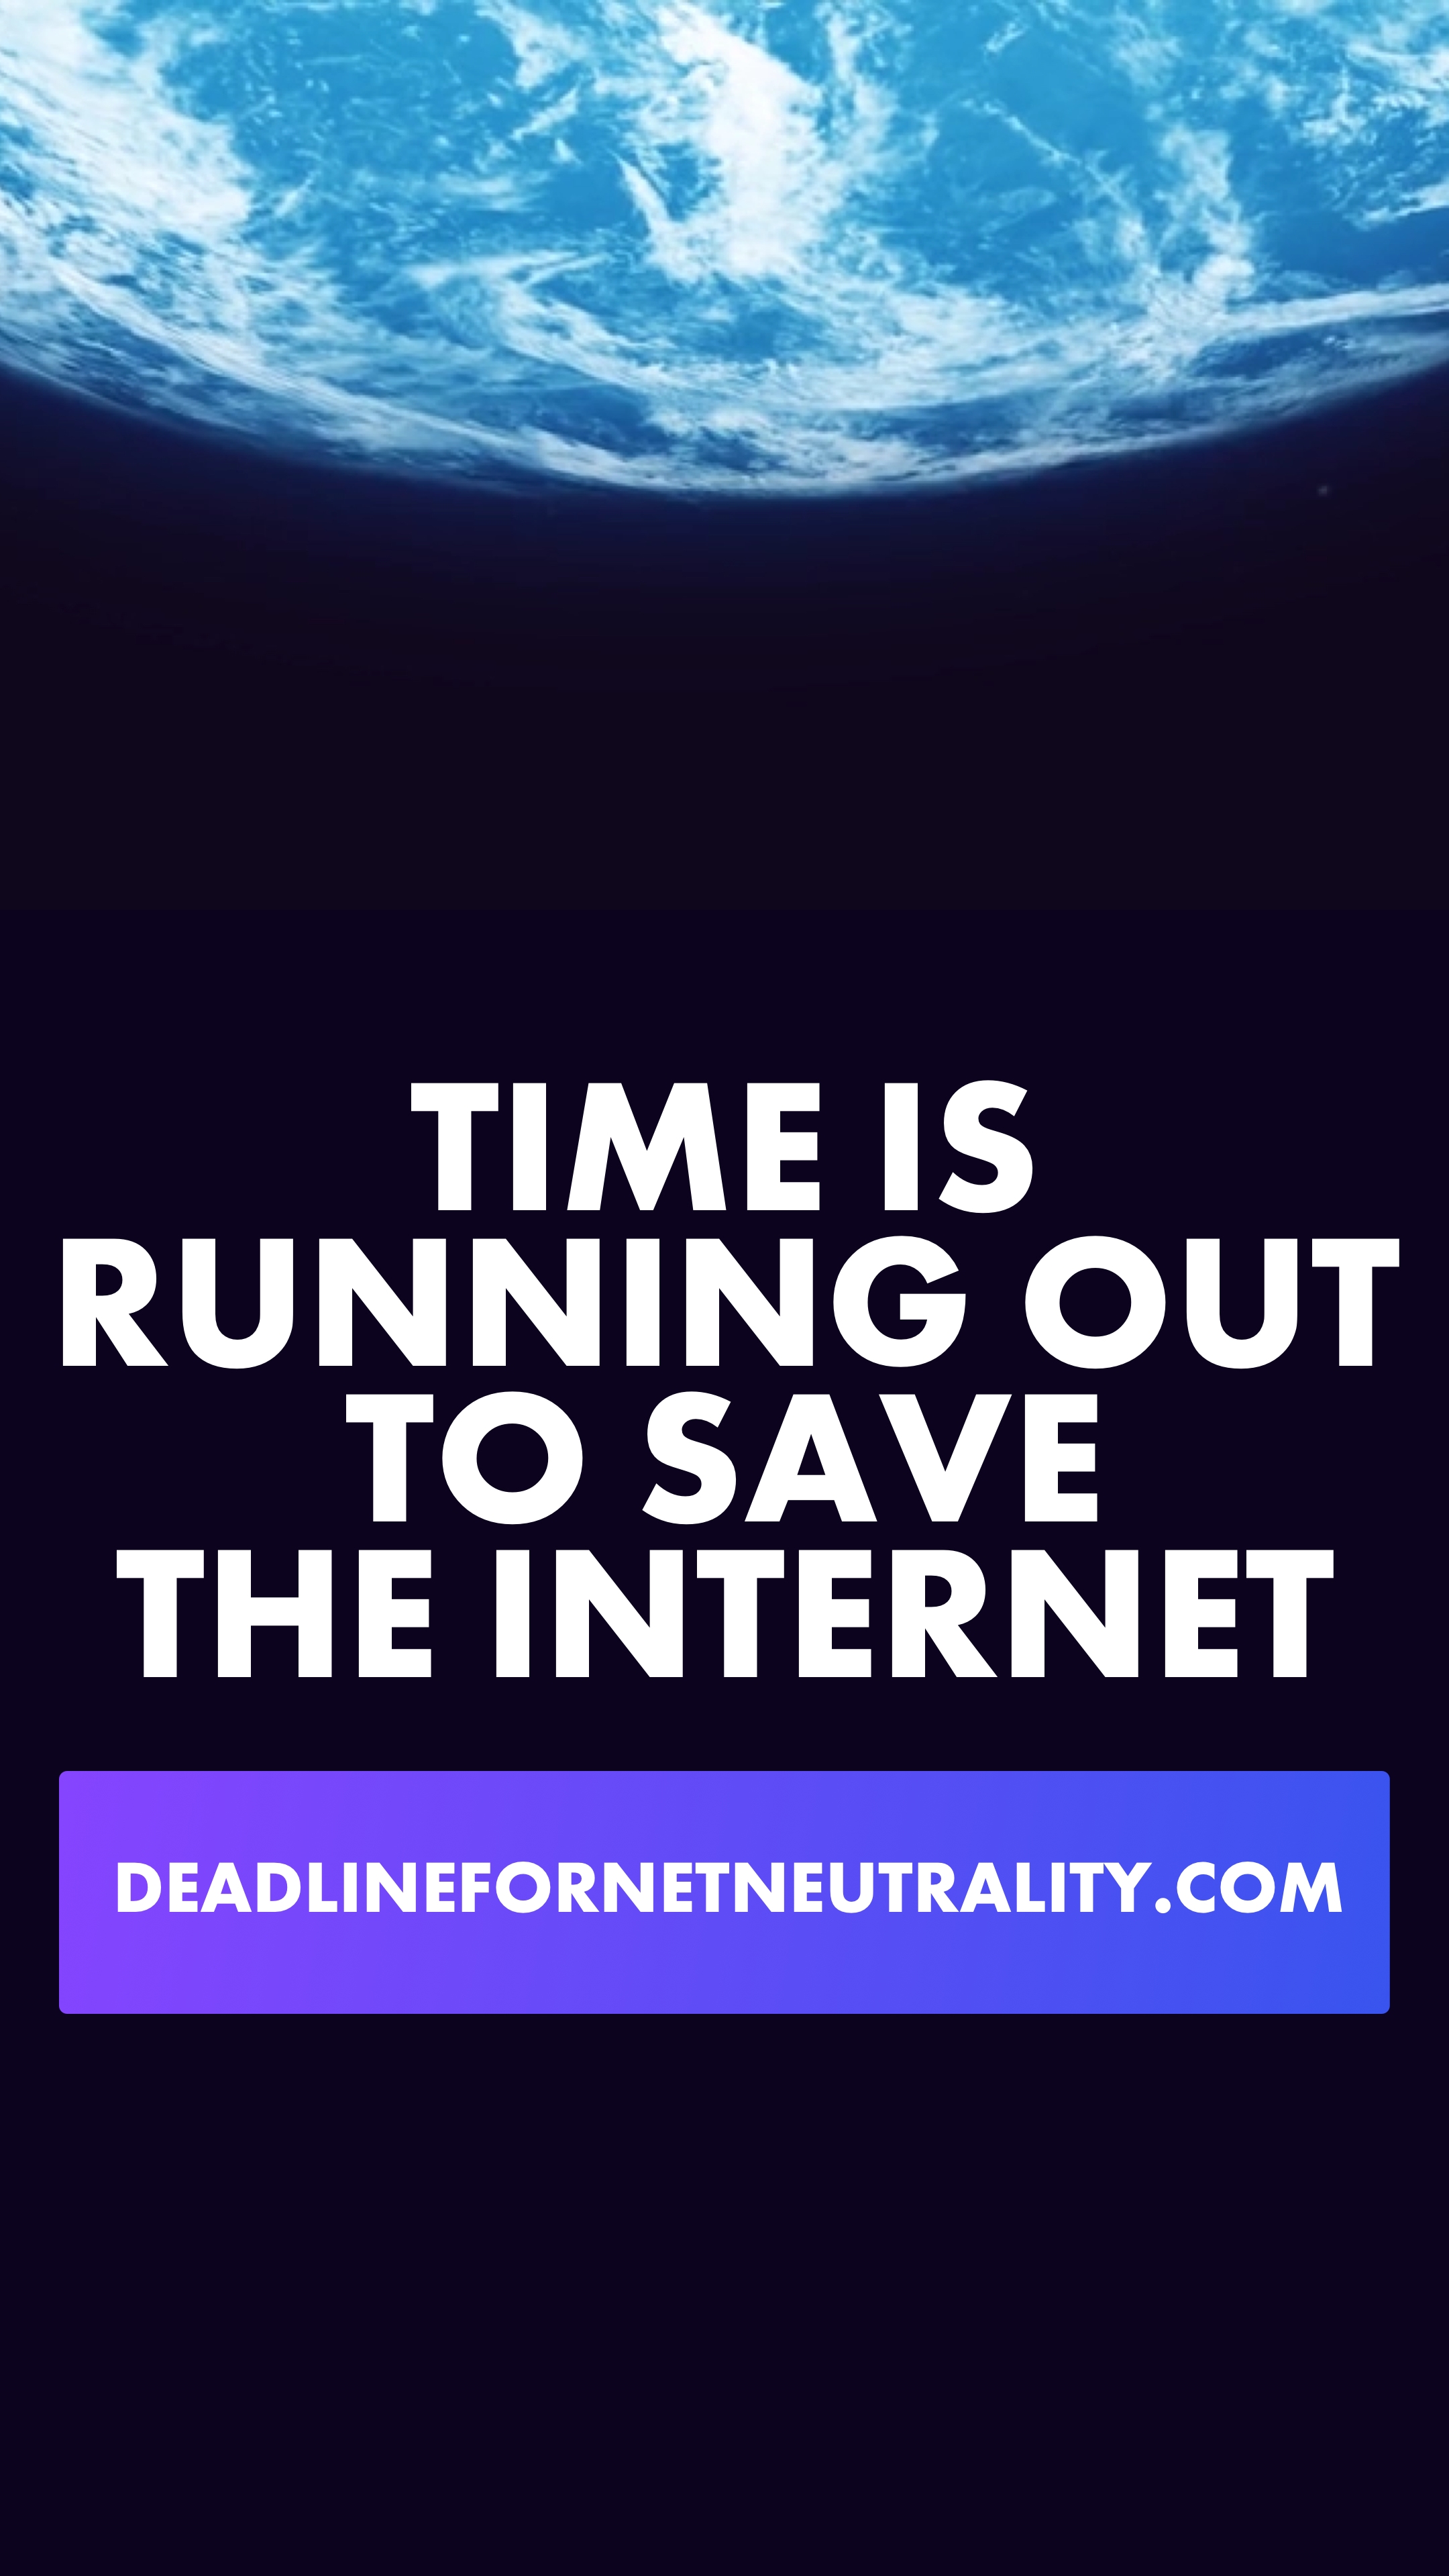 TIME IS
RUNNING OUT
TO SAVE
THE INTERNET
DEADLINEFORNETNEUTRALITY.COM